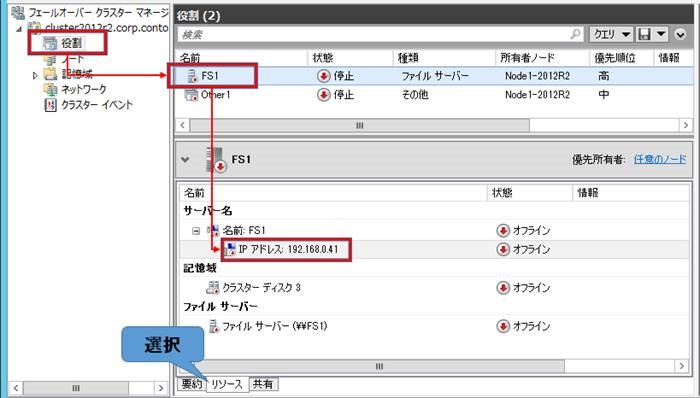 フェールオーバー クラスター マネージ
cluster2012r2.corp.conto
役割
ノード
記憶域
ネットワーク
クラスター イベント
役割 (2)
検索
クエリ
名前 状態 種類 所有者ノード 優先順位 情報
FS1 停止 ファイル サーバー Node1-2012R2 高
Other1 停止 その他 Node1-2012R2 中
FS1 優先所有者: 任意のノード
名前 状態 情報
サーバー名
名前: FS1 オフライン
IP アドレス: 192.168.0.41 オフライン
記憶域
クラスター ディスク 3 オフライン
ファイル サーバー
ファイル サーバー (¥¥FS1) オフライン
選択
要約 リソース 共有